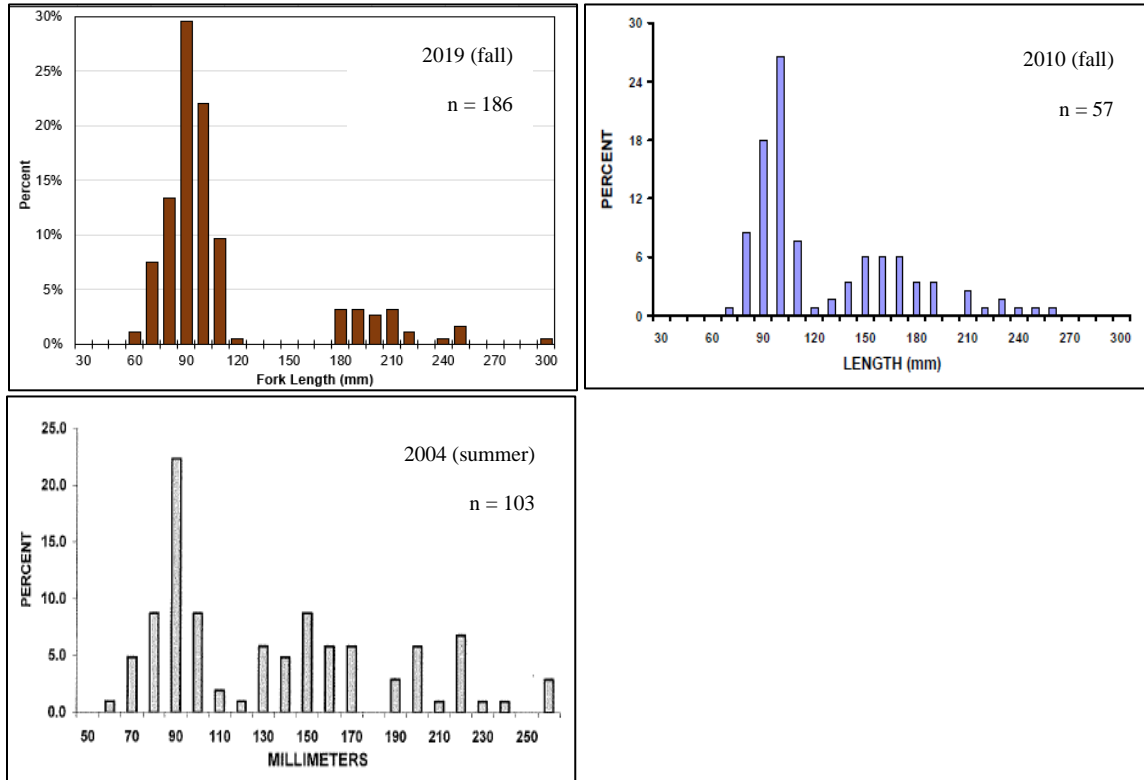 30%
25%
20%
15%
10%
5%
0%
Percent
2019 (fall)
n = 186
30 60 90 120 150 180 210 240 270 300
Fork Length (mm)
30
24
18
12
6
0
PERCENT
2010 (fall)
n = 57
30 60 90 120 150 180 210 240 270 300
LENGTH (mm)
25.0
20.0
15.0
10.0
5.0
0.0
PERCENT
2004 (summer)
n = 103
50 70 90 110 130 150 170 190 210 230 250
MILLIMETERS